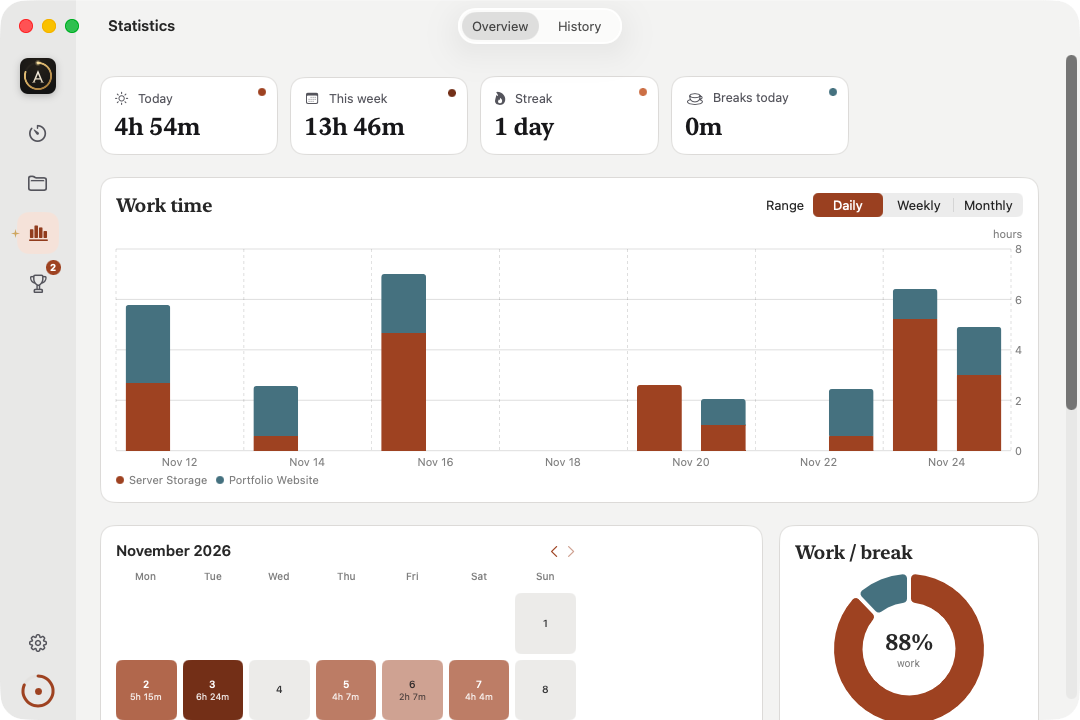 Statistics
Overview
History
A
Today
4h 54m
This week
13h 46m
Streak
1 day
Breaks today
0m
Work time
Range
Daily
Weekly
Monthly
hours
8
6
4
2
0
Nov 12
Nov 14
Nov 16
Nov 18
Nov 20
Nov 22
Nov 24
Server Storage
Portfolio Website
2
November 2026
Mon
Tue
Wed
Thu
Fri
Sat
Sun
1
2
5h 15m
3
6h 24m
4
5
4h 7m
6
2h 7m
7
4h 4m
8
Work / break
88%
work